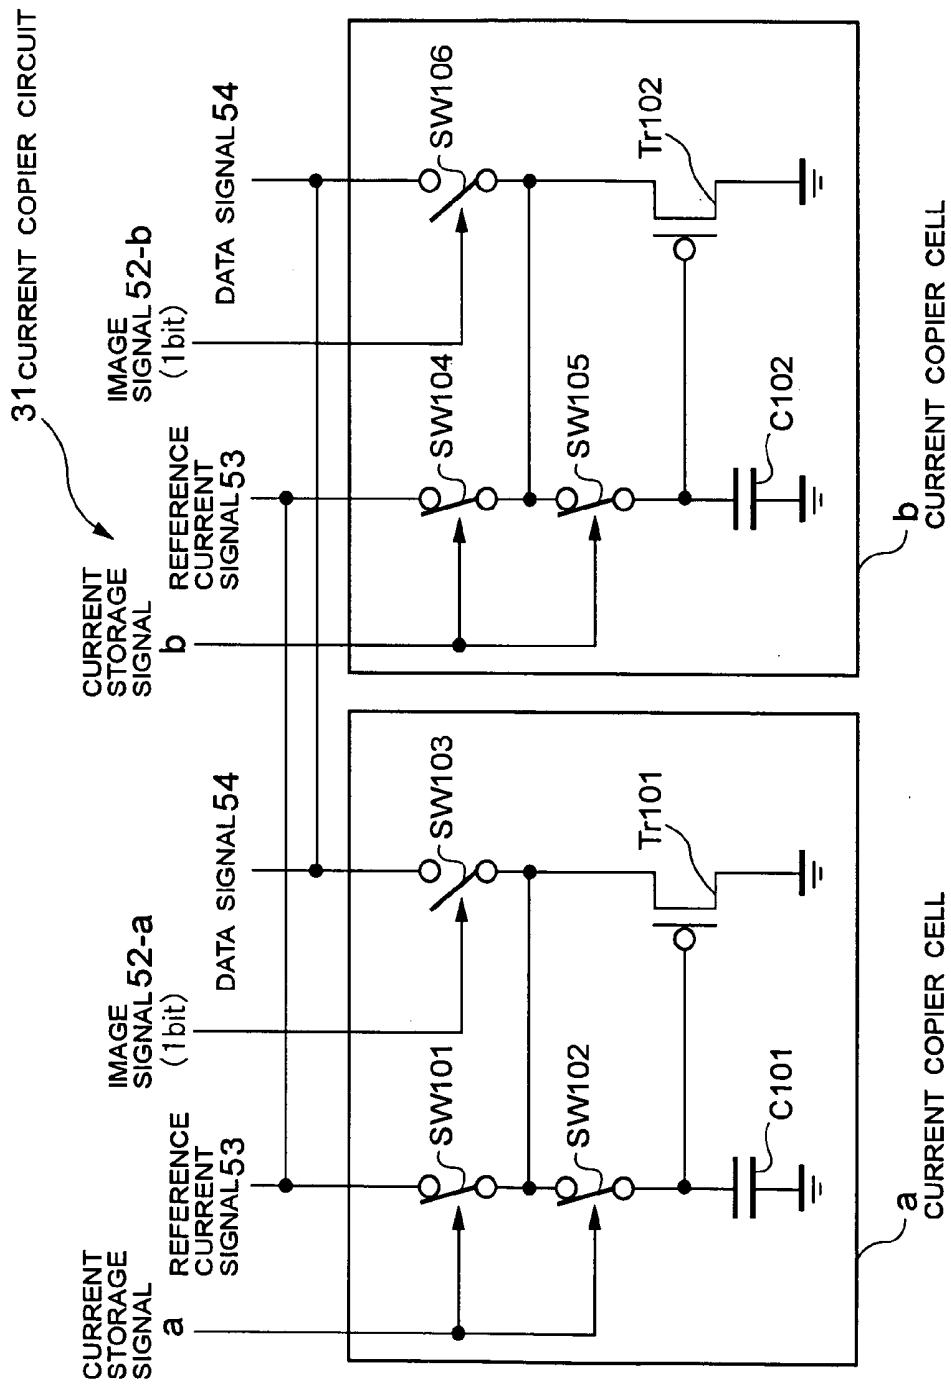 31 CURRENT COPIER CIRCUIT
CURRENT
STORAGE
SIGNAL
a
REFERENCE
CURRENT
SIGNAL 53
IMAGE
SIGNAL 52-a
(1bit)
DATA SIGNAL 54
CURRENT
STORAGE
SIGNAL
b
REFERENCE
CURRENT
SIGNAL 53
IMAGE
SIGNAL 52-b
(1bit)
DATA SIGNAL 54
SW101
SW103
SW102
Tr101
C101
a
CURRENT COPIER CELL
SW104
SW106
SW105
Tr102
C102
b
CURRENT COPIER CELL